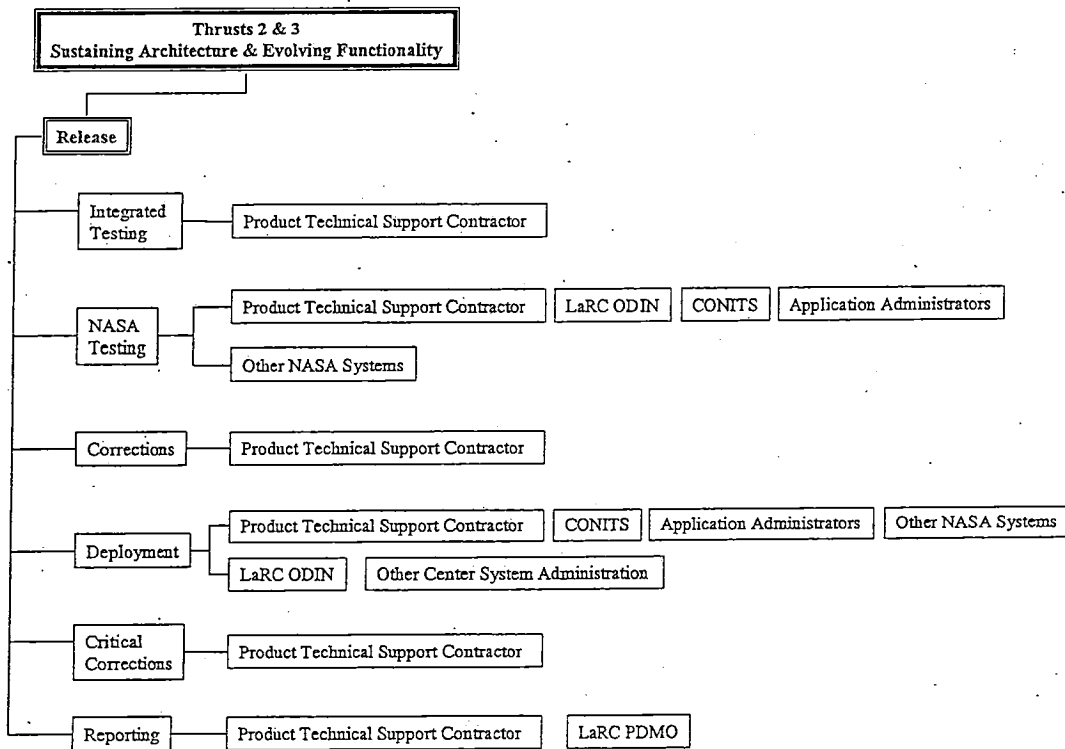 Thrusts 2 & 3
Sustaining Architecture & Evolving Functionality
Release
Integrated
Testing
Product Technical Support Contractor
NASA
Testing
Product Technical Support Contractor
LaRC ODIN
CONITS
Application Administrators
Other NASA Systems
Corrections
Product Technical Support Contractor
Deployment
Product Technical Support Contractor
CONITS
Application Administrators
Other NASA Systems
LaRC ODIN
Other Center System Administration
Critical
Corrections
Product Technical Support Contractor
Reporting
Product Technical Support Contractor
LaRC PDMO